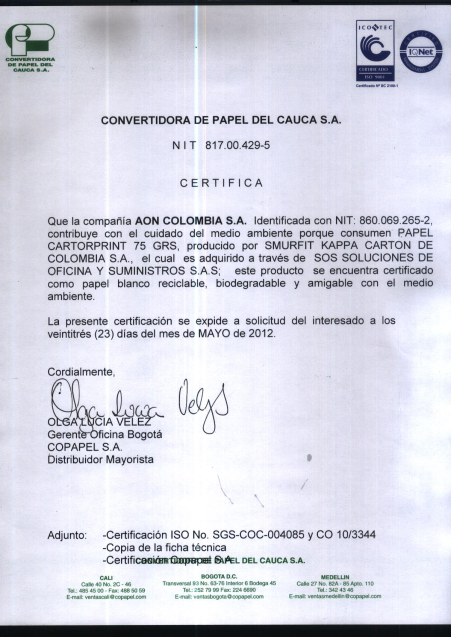 CONVERTIDORA
DE PAPEL DEL
CAUCA S.A.
ICONTEC
CERTIFICADO
ISO 9001
IQNet
CONVERTIDORA DE PAPEL DEL CAUCA S.A.
NIT 817.00.429-5
CERTIFICA
Que la compañía AON COLOMBIA S.A. Identificada con NIT: 860.069.265-2,
contribuye con el cuidado del medio ambiente porque consumen PAPEL
CARTORPRINT 75 GRS, producido por SMURFIT KAPPA CARTON DE
COLOMBIA S.A., el cual es adquirido a través de SOS SOLUCIONES DE
OFICINA Y SUMINISTROS S.A.S; este producto se encuentra certificado
como papel blanco reciclable, biodegradable y amigable con el medio
ambiente.
La presente certificación se expide a solicitud del interesado a los
veintitrés (23) días del mes de MAYO de 2012.
Cordialmente,
OLGA LUCIA VELEZ
Gerente Oficina Bogotá
COPAPEL S.A.
Distribuidor Mayorista
Adjunto: -Certificación ISO No. SGS-COC-004085 y CO 10/3344
-Copia de la ficha técnica
-Certificación Copapel S.A
PAPEL DEL CAUCA S.A.
CALI
Calle 40 No. 2C - 46
Tel.: 485 45 00 - Fax: 488 50 59
E-mail: ventascali@copapel.com
BOGOTA D.C.
Transversal 93 No. 63-76 Interior 6 Bodega 45
Tel.: 252 79 99 Fax: 224 6690
E-mail: ventasbogota@copapel.com
MEDELLIN
Calle 27 No. 82A - 85 Apto. 110
Tel.: 342 43 46
E-mail: ventasmedellin@copapel.com